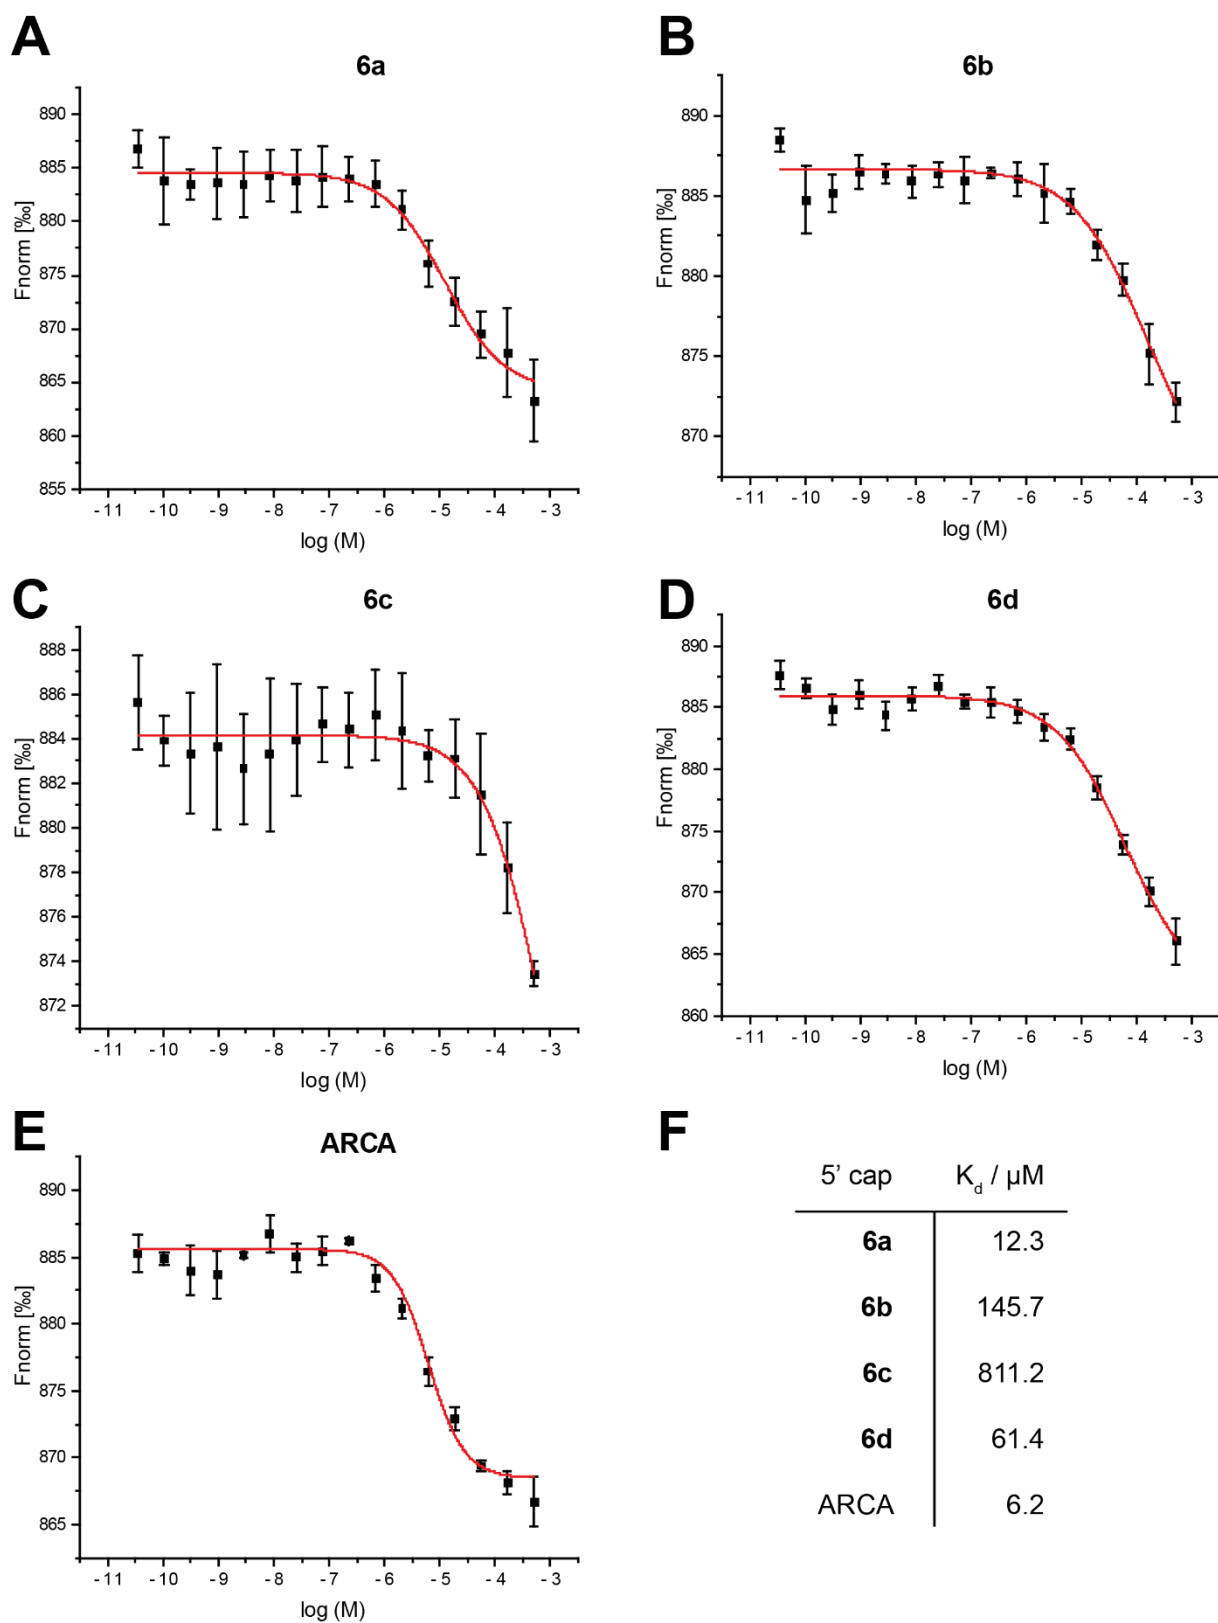 A
6a
890
885
880
875
870
865
860
855
Fnorm [‰]
-11 -10 -9 -8 -7 -6 -5 -4 -3
log (M)
B
6b
890
885
880
875
870
Fnorm [‰]
-11 -10 -9 -8 -7 -6 -5 -4 -3
log (M)
C
6c
888
886
884
882
880
878
876
874
872
Fnorm [‰]
-11 -10 -9 -8 -7 -6 -5 -4 -3
log (M)
D
6d
890
885
880
875
870
865
860
Fnorm [‰]
-11 -10 -9 -8 -7 -6 -5 -4 -3
log (M)
E
ARCA
890
885
880
875
870
865
Fnorm [‰]
-11 -10 -9 -8 -7 -6 -5 -4 -3
log (M)
F
5' cap Kd / µM
6a 12.3
6b 145.7
6c 811.2
6d 61.4
ARCA 6.2